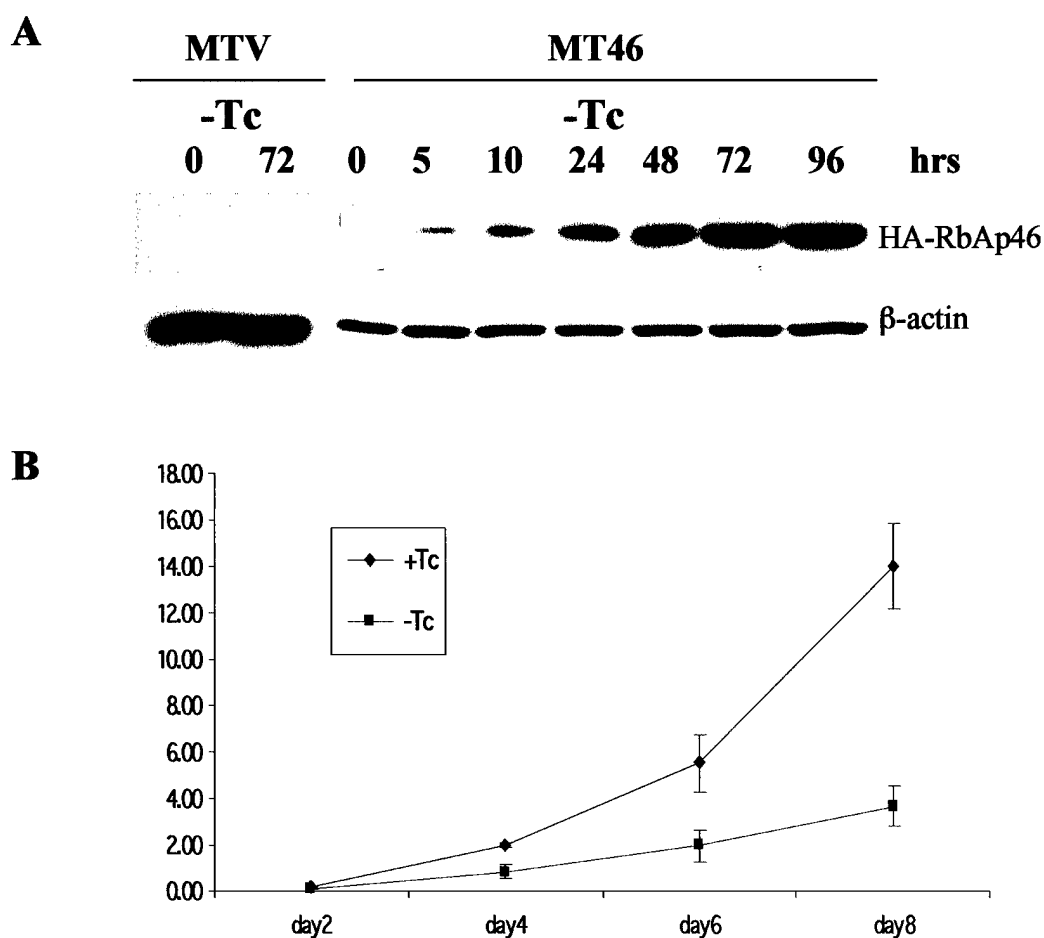 A
MTV MT46
-Tc -Tc
0 72 0 5 10 24 48 72 96 hrs
HA-RbAp46
β-actin
B
18.00
16.00
14.00
12.00
10.00
8.00
6.00
4.00
2.00
0.00
+Tc
-Tc
day2 day4 day6 day8